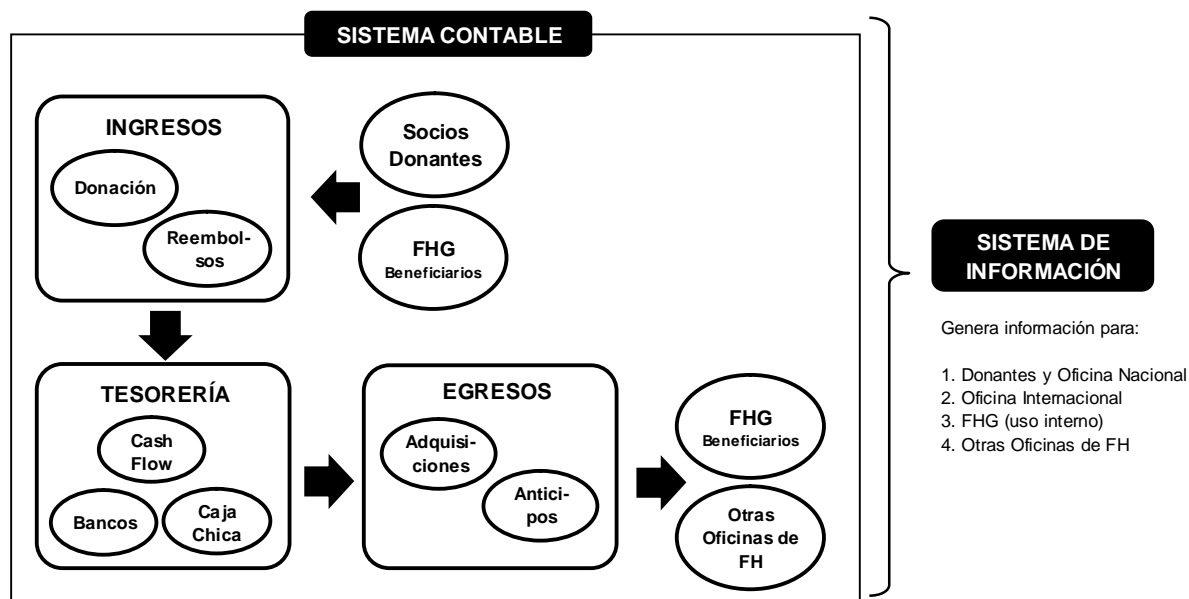 SISTEMA CONTABLE
INGRESOS
Donación
Reembol-
sos
Socios
Donantes
FHG
Beneficiarios
TESORERÍA
Cash
Flow
Bancos
Caja
Chica
EGRESOS
Adquisi-
ciones
Antici-
pos
FHG
Beneficiarios
Otras
Oficinas de
FH
SISTEMA DE
INFORMACIÓN
Genera información para:
1. Donantes y Oficina Nacional
2. Oficina Internacional
3. FHG (uso interno)
4. Otras Oficinas de FH